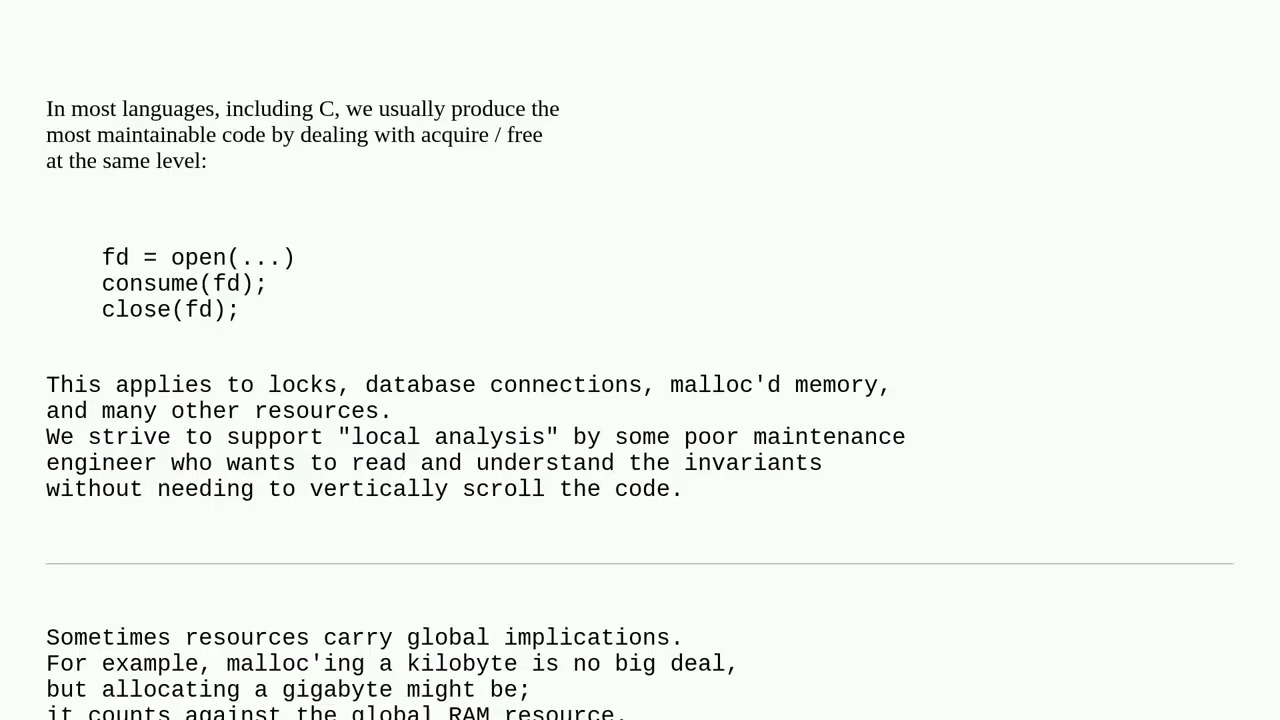 In most languages, including C, we usually produce the
most maintainable code by dealing with acquire / free
at the same level:
fd = open(...)
consume(fd);
close(fd);
This applies to locks, database connections, malloc'd memory,
and many other resources.
We strive to support "local analysis" by some poor maintenance
engineer who wants to read and understand the invariants
without needing to vertically scroll the code.
Sometimes resources carry global implications.
For example, malloc'ing a kilobyte is no big deal,
but allocating a gigabyte might be;
it counts against the global RAM resource.